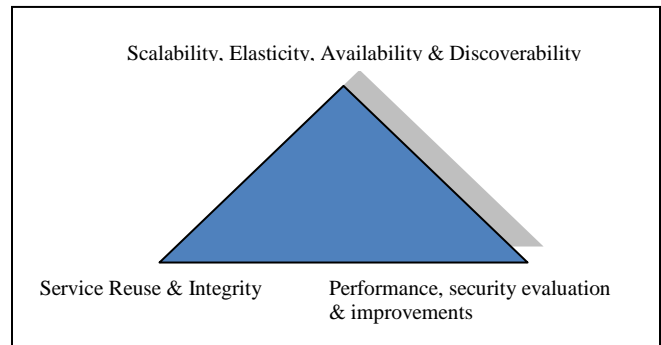 Scalability, Elasticity, Availability & Discoverability
Service Reuse & Integrity
Performance, security evaluation
& improvements